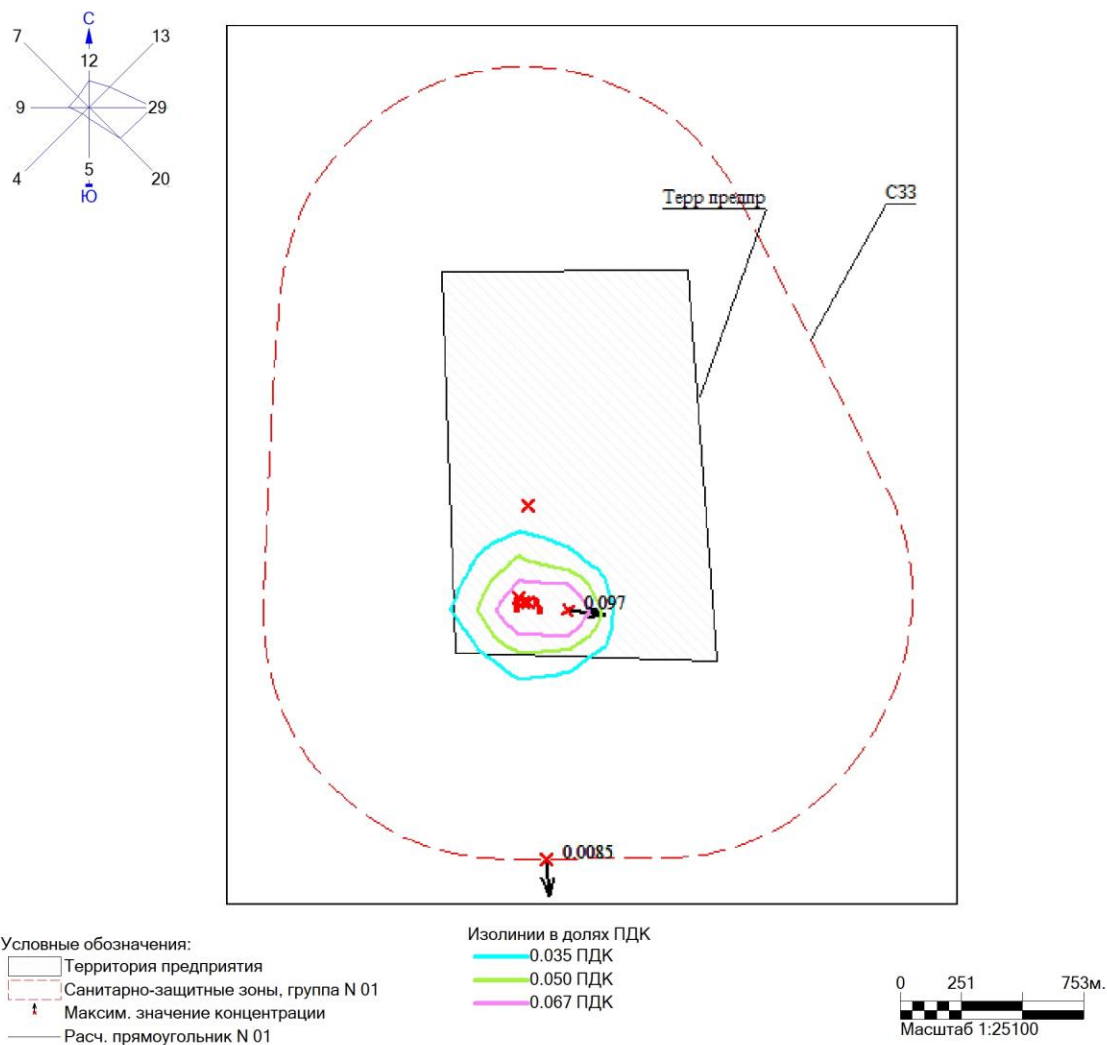 С
7
13
12
9
29
4
5
20
Ю
Терр предпр
СЗЗ
0.097
0.0085
Условные обозначения:
Территория предприятия
Санитарно-защитные зоны, группа N 01
Максим. значение концентрации
Расч. прямоугольник N 01
Изолинии в долях ПДК
0.035 ПДК
0.050 ПДК
0.067 ПДК
0 251 753м.
Масштаб 1:25100